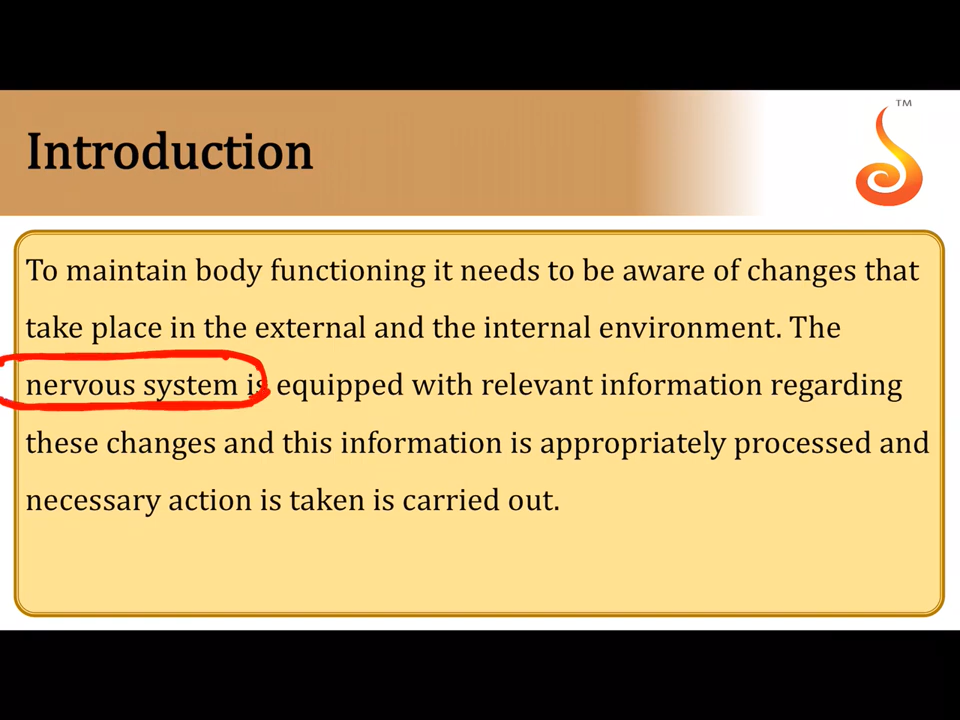 TM
Introduction
To maintain body functioning it needs to be aware of changes that
take place in the external and the internal environment. The
nervous system is equipped with relevant information regarding
these changes and this information is appropriately processed and
necessary action is taken is carried out.